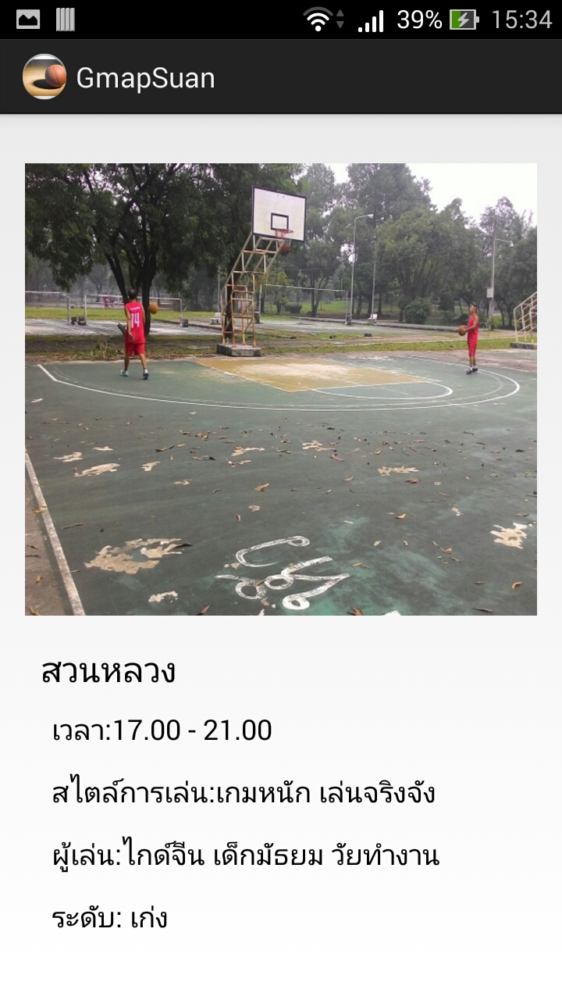 39% 15:34
GmapSuan
14
สวนหลวง
เวลา:17.00 - 21.00
สไตล์การเล่น:เกมหนัก เล่นจริงจัง
ผู้เล่น:ไกด์จีน เด็กมัธยม วัยทำงาน
ระดับ: เก่ง